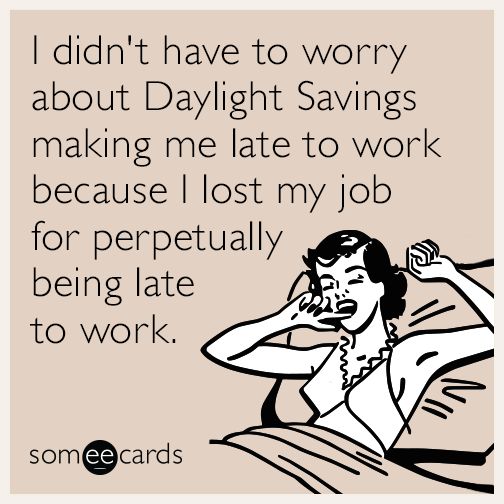 I didn't have to worry
about Daylight Savings
making me late to work
because I lost my job
for perpetually
being late
to work.
someecards